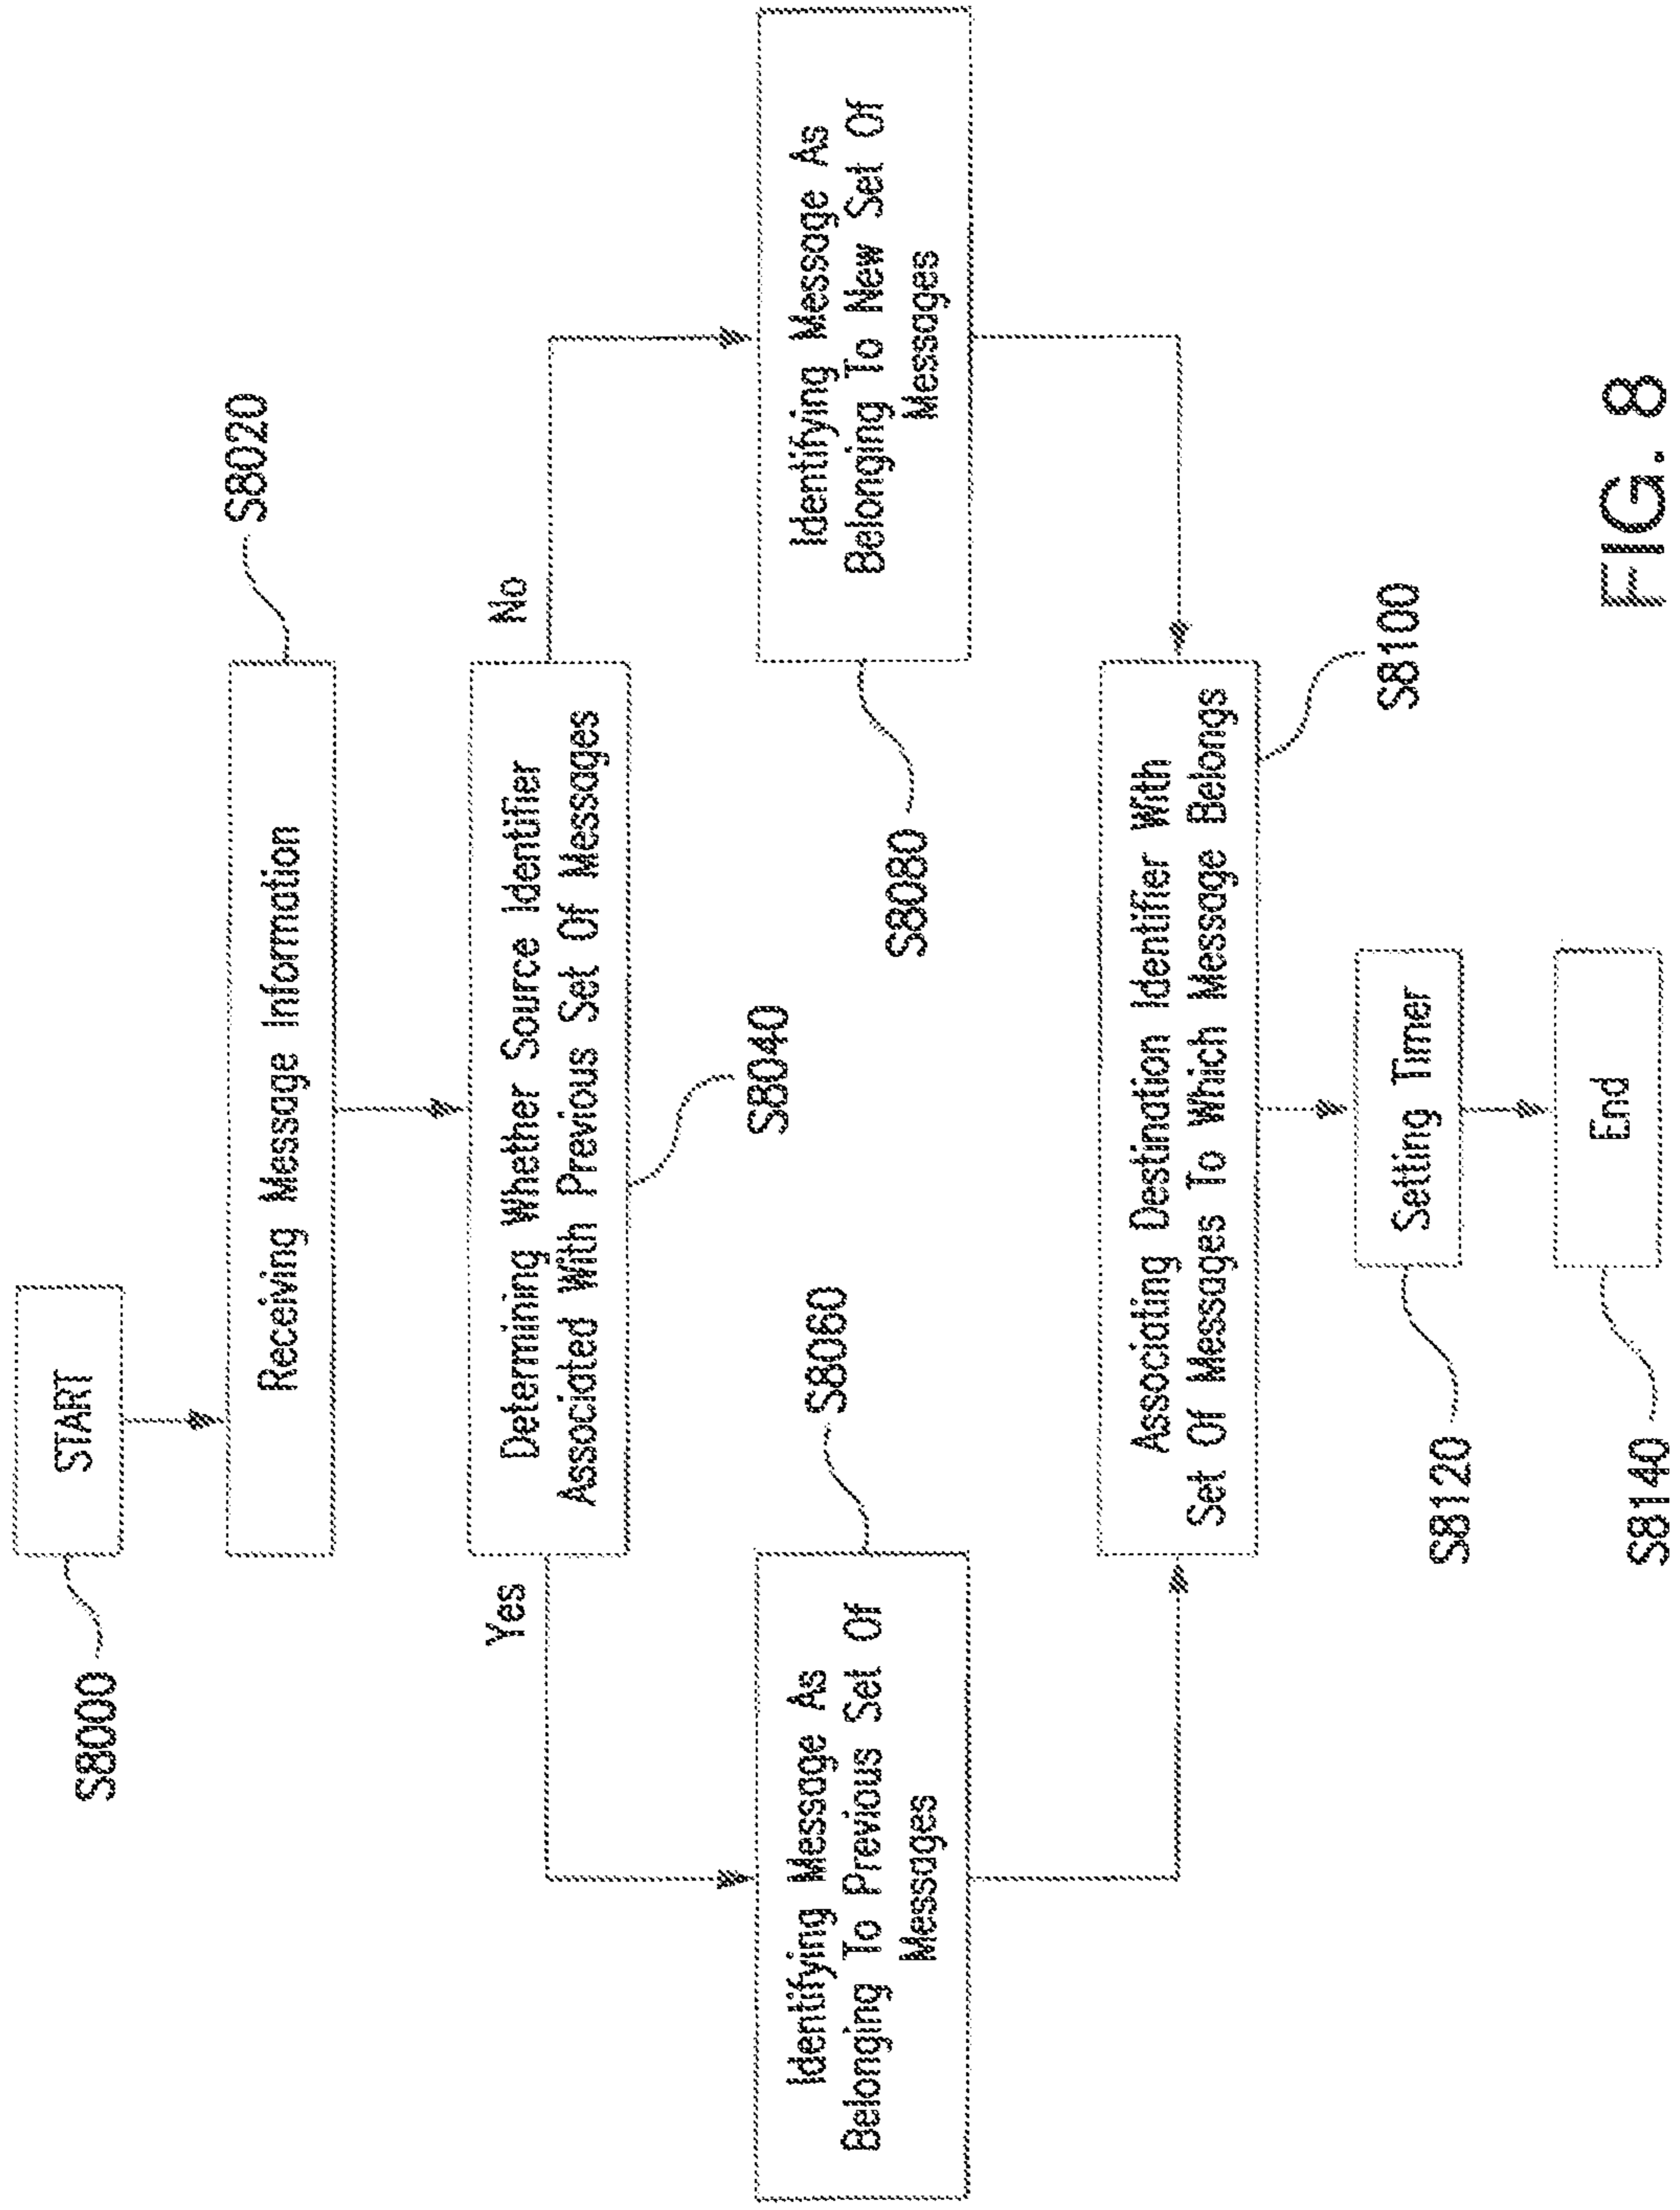 S8000
START
S8020
Receiving Message Information
Determining Whether Source Identifier
Associated With Previous Set Of Messages
Yes
No
S8040
S8060
Identifying Message As
Belonging To Previous Set Of
Messages
S8080
Identifying Message As
Belonging To New Set Of
Messages
Associating Destination Identifier With
Set Of Messages To Which Message Belongs
S8100
S8120
Setting Timer
S8140
End
FIG. 8